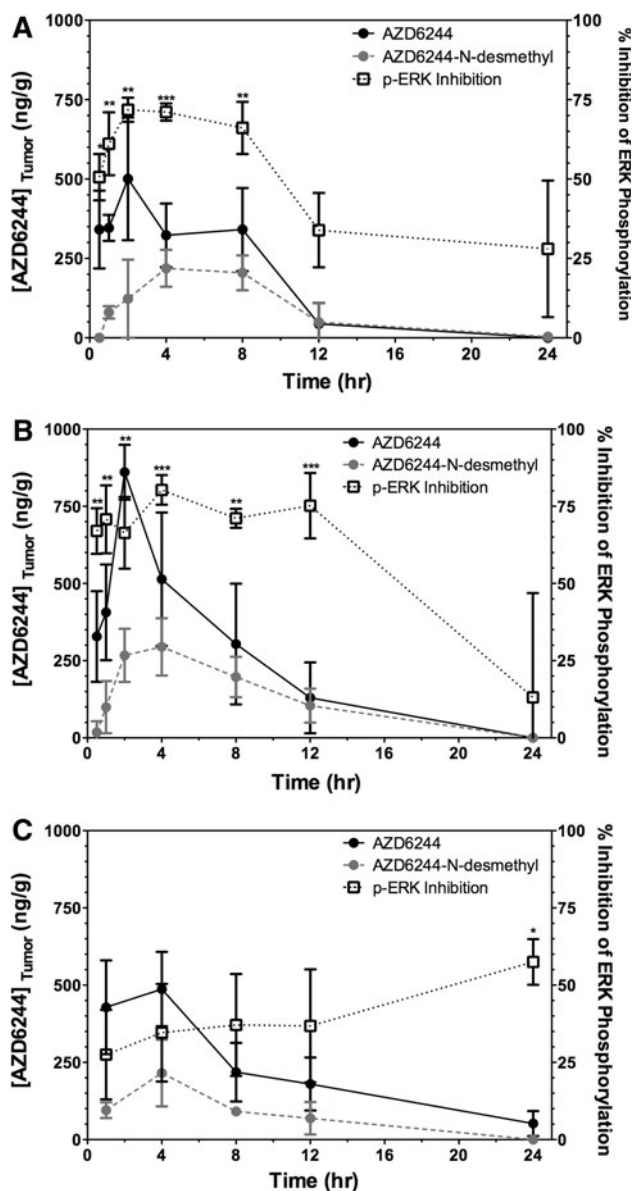 A
AZD6244
AZD6244-N-desmethyl
p-ERK Inhibition
[AZD6244] Tumor (ng/g)
1000
750
500
250
0
* ** ** *** **
100
75
50
25
0
% Inhibition of ERK Phosphorylation
0 4 8 12 16 20 24
Time (hr)
B
AZD6244
AZD6244-N-desmethyl
p-ERK Inhibition
[AZD6244] Tumor (ng/g)
1000
750
500
250
0
** ** ** *** ** ***
100
75
50
25
0
% Inhibition of ERK Phosphorylation
0 4 8 12 16 20 24
Time (hr)
C
AZD6244
AZD6244-N-desmethyl
p-ERK Inhibition
[AZD6244] Tumor (ng/g)
1000
750
500
250
0
*
100
75
50
25
0
% Inhibition of ERK Phosphorylation
0 4 8 12 16 20 24
Time (hr)